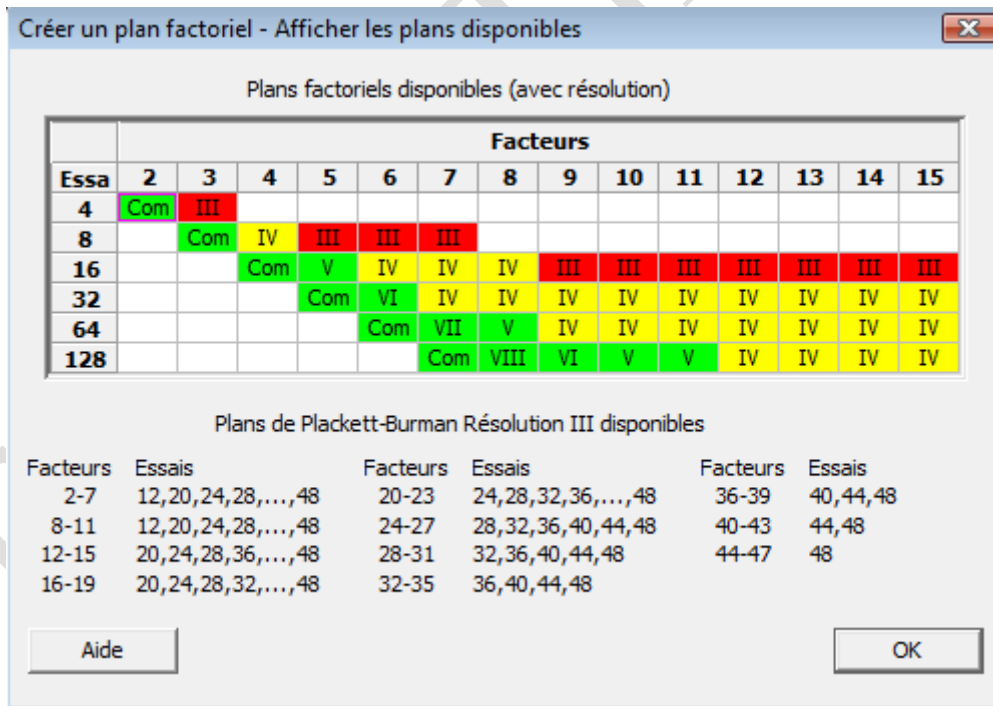 Créer un plan factoriel - Afficher les plans disponibles
Plans factoriels disponibles (avec résolution)
Facteurs
Essa 2 3 4 5 6 7 8 9 10 11 12 13 14 15
4 Com III
8 Com IV III III III
16 Com V IV IV IV III III III III III III III
32 Com VI IV IV IV IV IV IV IV IV IV
64 Com VII V IV IV IV IV IV IV IV
128 Com VIII VI V V IV IV IV IV
Plans de Plackett-Burman Résolution III disponibles
Facteurs Essais Facteurs Essais Facteurs Essais
2-7 12,20,24,28,...,48 20-23 24,28,32,36,...,48 36-39 40,44,48
8-11 12,20,24,28,...,48 24-27 28,32,36,40,44,48 40-43 44,48
12-15 20,24,28,36,...,48 28-31 32,36,40,44,48 44-47 48
16-19 20,24,28,32,...,48 32-35 36,40,44,48
Aide OK